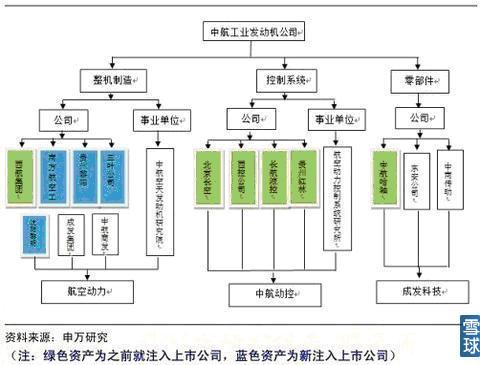 中航工业发动机公司
整机制造
控制系统
零部件
公司
事业单位
公司
事业单位
公司
西航集团
南方航空工
贵州黎阳
三叶公司
中航空天发动机研究院
北京长空
西控公司
长航液控
贵州红林
航空动力控制系统研究所
中航哈轴
东安公司
中南传动
沈阳黎明
成发集团
中航商发
航空动力
中航动控
成发科技
资料来源:申万研究
(注:绿色资产为之前就注入上市公司,蓝色资产为新注入上市公司)
雪球